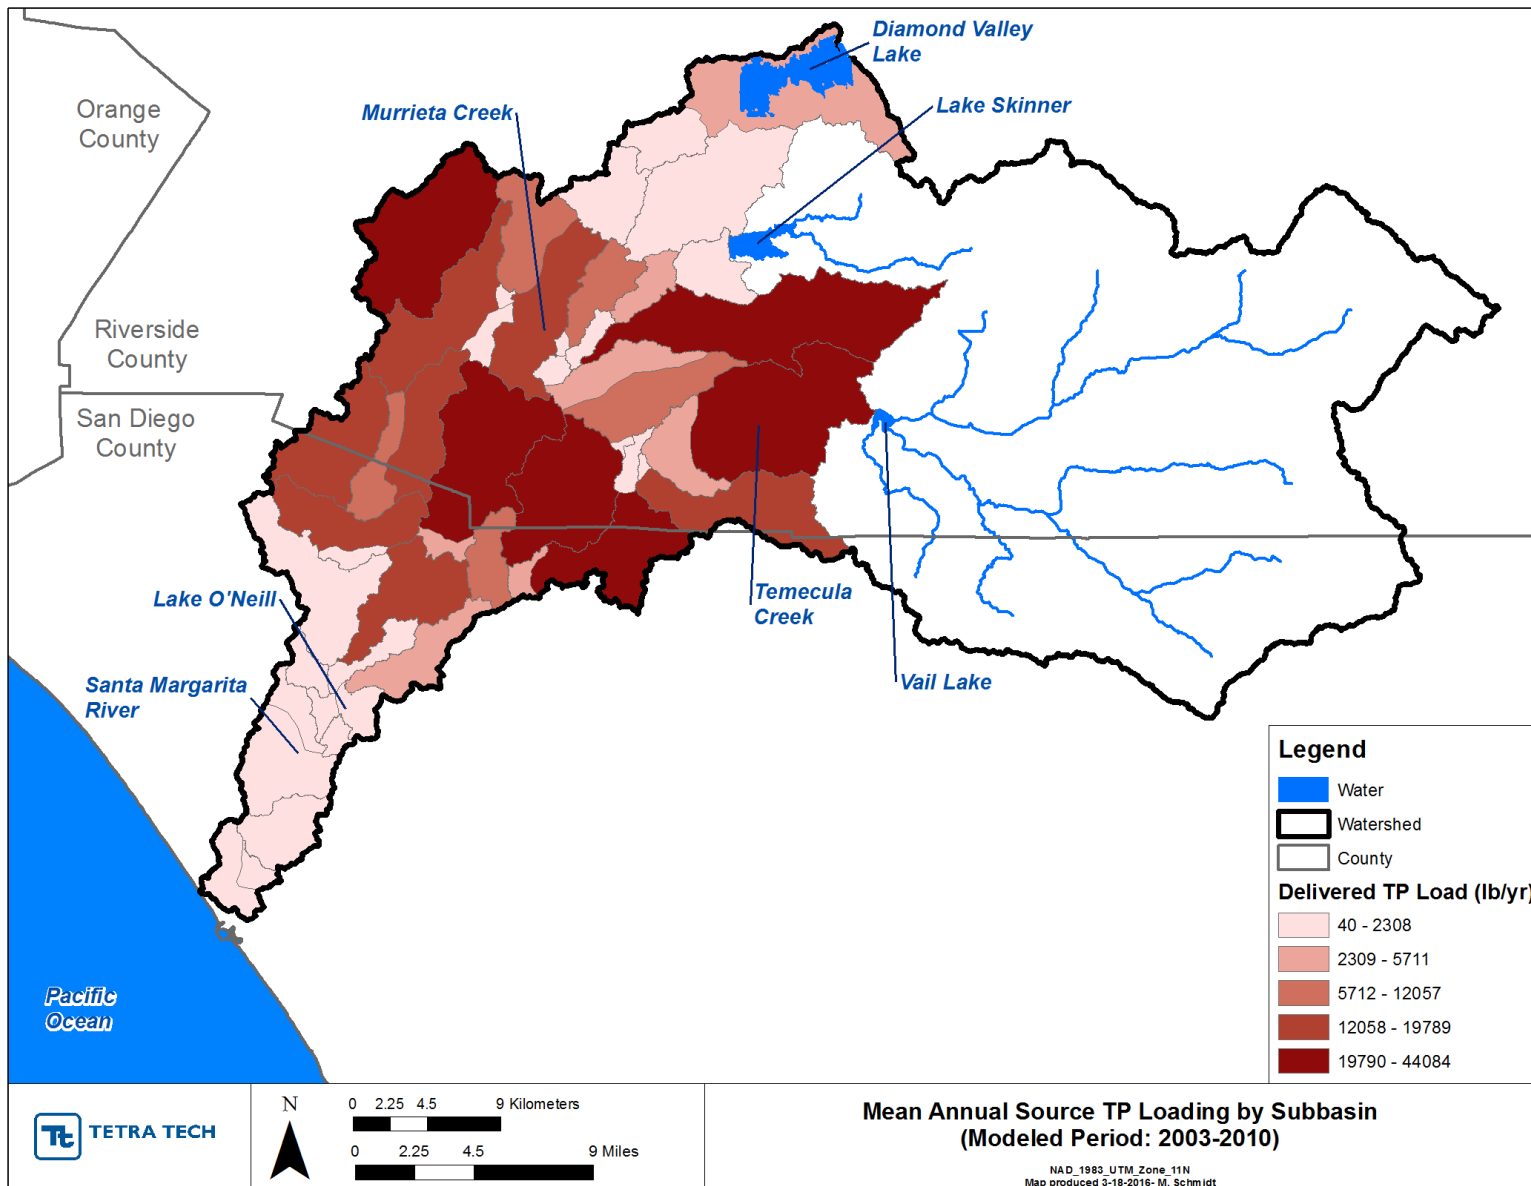 Diamond Valley
Lake
Orange
County
Murrieta Creek
Lake Skinner
Riverside
County
San Diego
County
Lake O'Neill
Temecula
Creek
Santa Margarita
River
Vail Lake
Pacific
Ocean
Legend
Water
Watershed
County
Delivered TP Load (lb/yr)
40 - 2308
2309 - 5711
5712 - 12057
12058 - 19789
19790 - 44084
Tt TETRA TECH
N
0 2.25 4.5 9 Kilometers
0 2.25 4.5 9 Miles
Mean Annual Source TP Loading by Subbasin
(Modeled Period: 2003-2010)
NAD_1983_UTM_Zone_11N
Map produced 3-18-2016- M. Schmidt